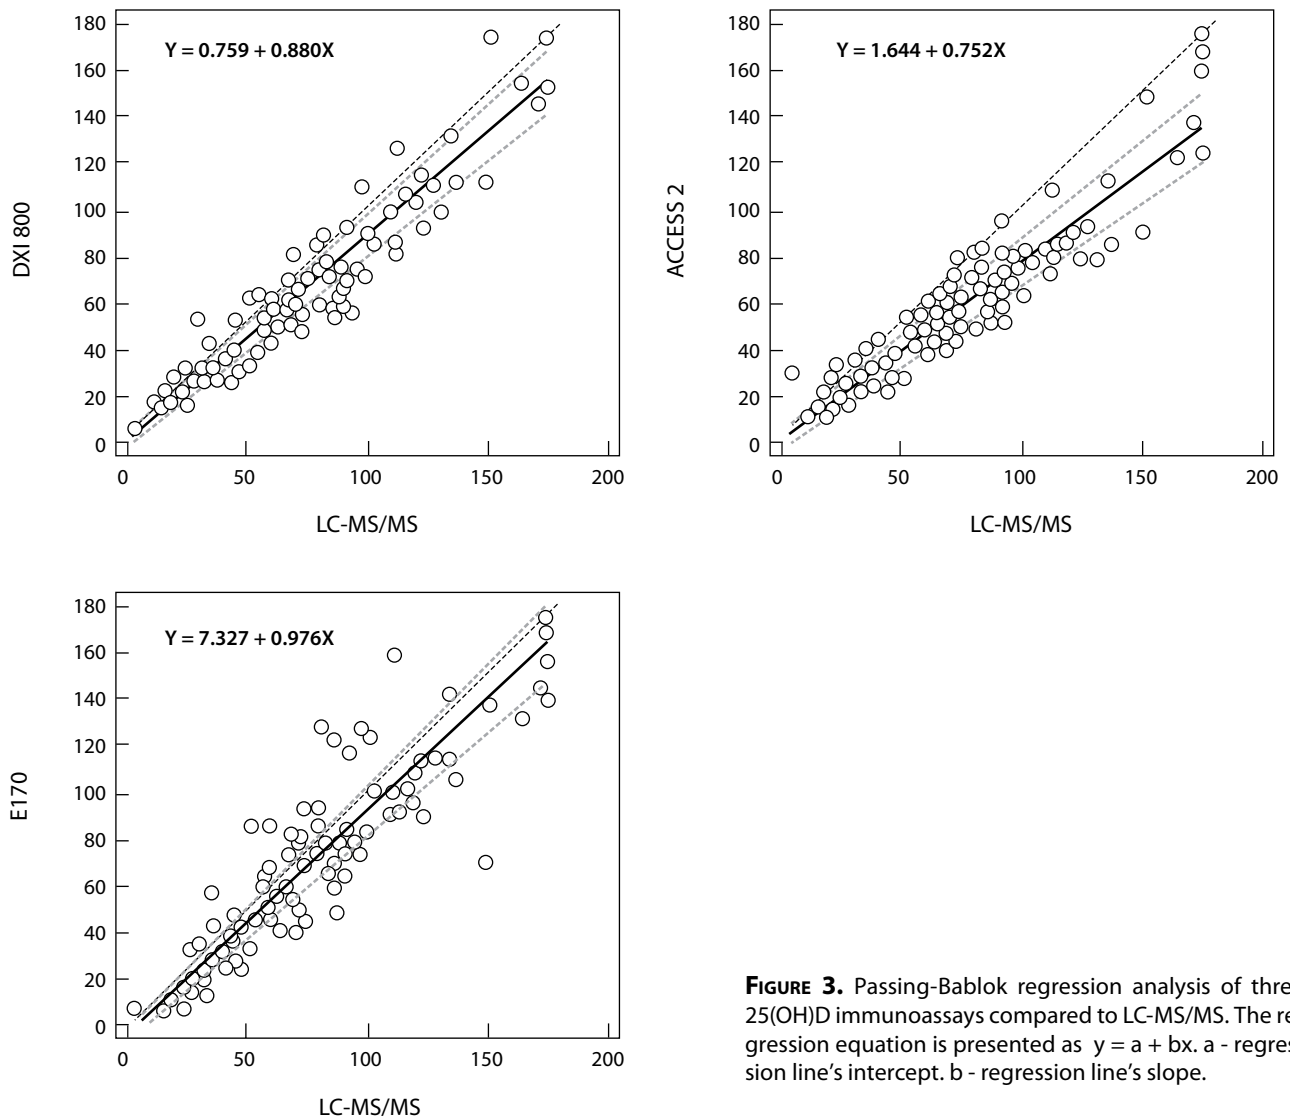 180
160
140
120
100
80
60
40
20
0
Y = 0.759 + 0.880X
DXI 800
0 50 100 150 200
LC-MS/MS
180
160
140
120
100
80
60
40
20
0
Y = 1.644 + 0.752X
ACCESS 2
0 50 100 150 200
LC-MS/MS
180
160
140
120
100
80
60
40
20
0
Y = 7.327 + 0.976X
E170
0 50 100 150 200
LC-MS/MS
FIGURE 3. Passing-Bablok regression analysis of thre
25(OH)D immunoassays compared to LC-MS/MS. The re
gression equation is presented as y = a + bx. a - regres
sion line's intercept. b - regression line's slope.